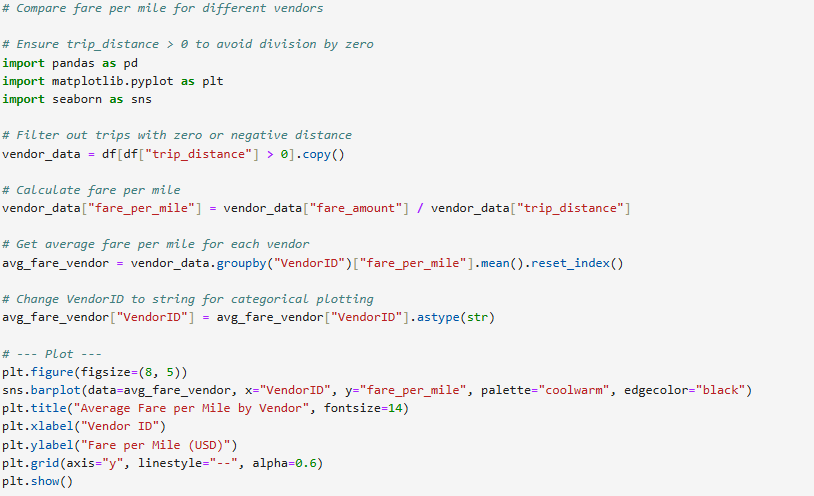 # Compare fare per mile for different vendors
# Ensure trip_distance > 0 to avoid division by zero
import pandas as pd
import matplotlib.pyplot as plt
import seaborn as sns
# Filter out trips with zero or negative distance
vendor_data = df[df["trip_distance"] > 0].copy()
# Calculate fare per mile
vendor_data["fare_per_mile"] = vendor_data["fare_amount"] / vendor_data["trip_distance"]
# Get average fare per mile for each vendor
avg_fare_vendor = vendor_data.groupby("VendorID")["fare_per_mile"].mean().reset_index()
# Change VendorID to string for categorical plotting
avg_fare_vendor["VendorID"] = avg_fare_vendor["VendorID"].astype(str)
# --- Plot ---
plt.figure(figsize=(8, 5))
sns.barplot(data=avg_fare_vendor, x="VendorID", y="fare_per_mile", palette="coolwarm", edgecolor="black")
plt.title("Average Fare per Mile by Vendor", fontsize=14)
plt.xlabel("Vendor ID")
plt.ylabel("Fare per Mile (USD)")
plt.grid(axis="y", linestyle="--", alpha=0.6)
plt.show()